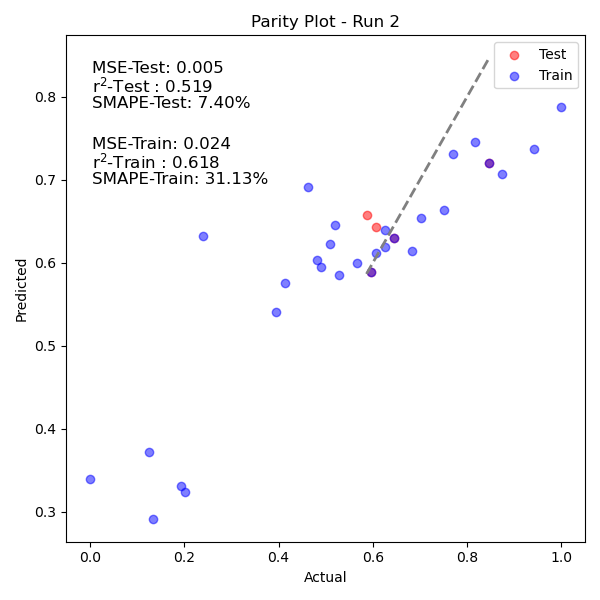 Parity Plot - Run 2
MSE-Test: 0.005
r²-Test : 0.519
SMAPE-Test: 7.40%
MSE-Train: 0.024
r²-Train : 0.618
SMAPE-Train: 31.13%
Test
Train
Predicted
0.8
0.7
0.6
0.5
0.4
0.3
0.0 0.2 0.4 0.6 0.8 1.0
Actual